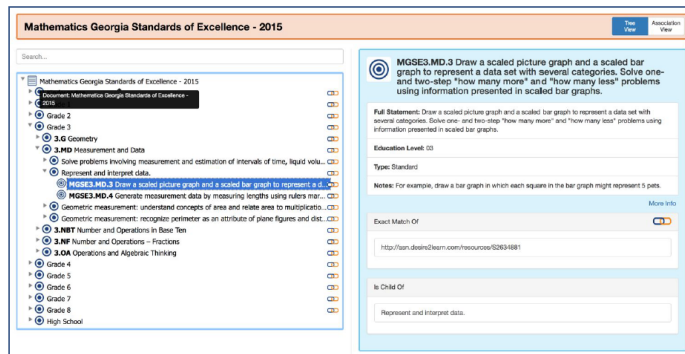 Mathematics Georgia Standards of Excellence - 2015
Tree View
Association View
Search...
Mathematics Georgia Standards of Excellence - 2015
Document: Mathematics Georgia Standards of Excellence - 2015
Grade 2
Grade 3
3.G Geometry
3.MD Measurement and Data
Solve problems involving measurement and estimation of intervals of time, liquid volu...
Represent and interpret data.
MGSE3.MD.3 Draw a scaled picture graph and a scaled bar graph to represent a d...
MGSE3.MD.4 Generate measurement data by measuring lengths using rulers mar...
Geometric measurement: understand concepts of area and relate area to multiplicatio...
Geometric measurement: recognize perimeter as an attribute of plane figures and dist...
3.NBT Number and Operations in Base Ten
3.NF Number and Operations – Fractions
3.OA Operations and Algebraic Thinking
Grade 4
Grade 5
Grade 6
Grade 7
Grade 8
High School
MGSE3.MD.3 Draw a scaled picture graph and a scaled bar
graph to represent a data set with several categories. Solve one-
and two-step "how many more" and "how many less" problems
using information presented in scaled bar graphs.
Full Statement: Draw a scaled picture graph and a scaled bar graph to represent a data set with
several categories. Solve one- and two-step "how many more" and "how many less" problems using
information presented in scaled bar graphs.
Education Level: 03
Type: Standard
Notes: For example, draw a bar graph in which each square in the bar graph might represent 5 pets.
More Info
Exact Match Of
http://asn.desire2learn.com/resources/S2634881
Is Child Of
Represent and interpret data.